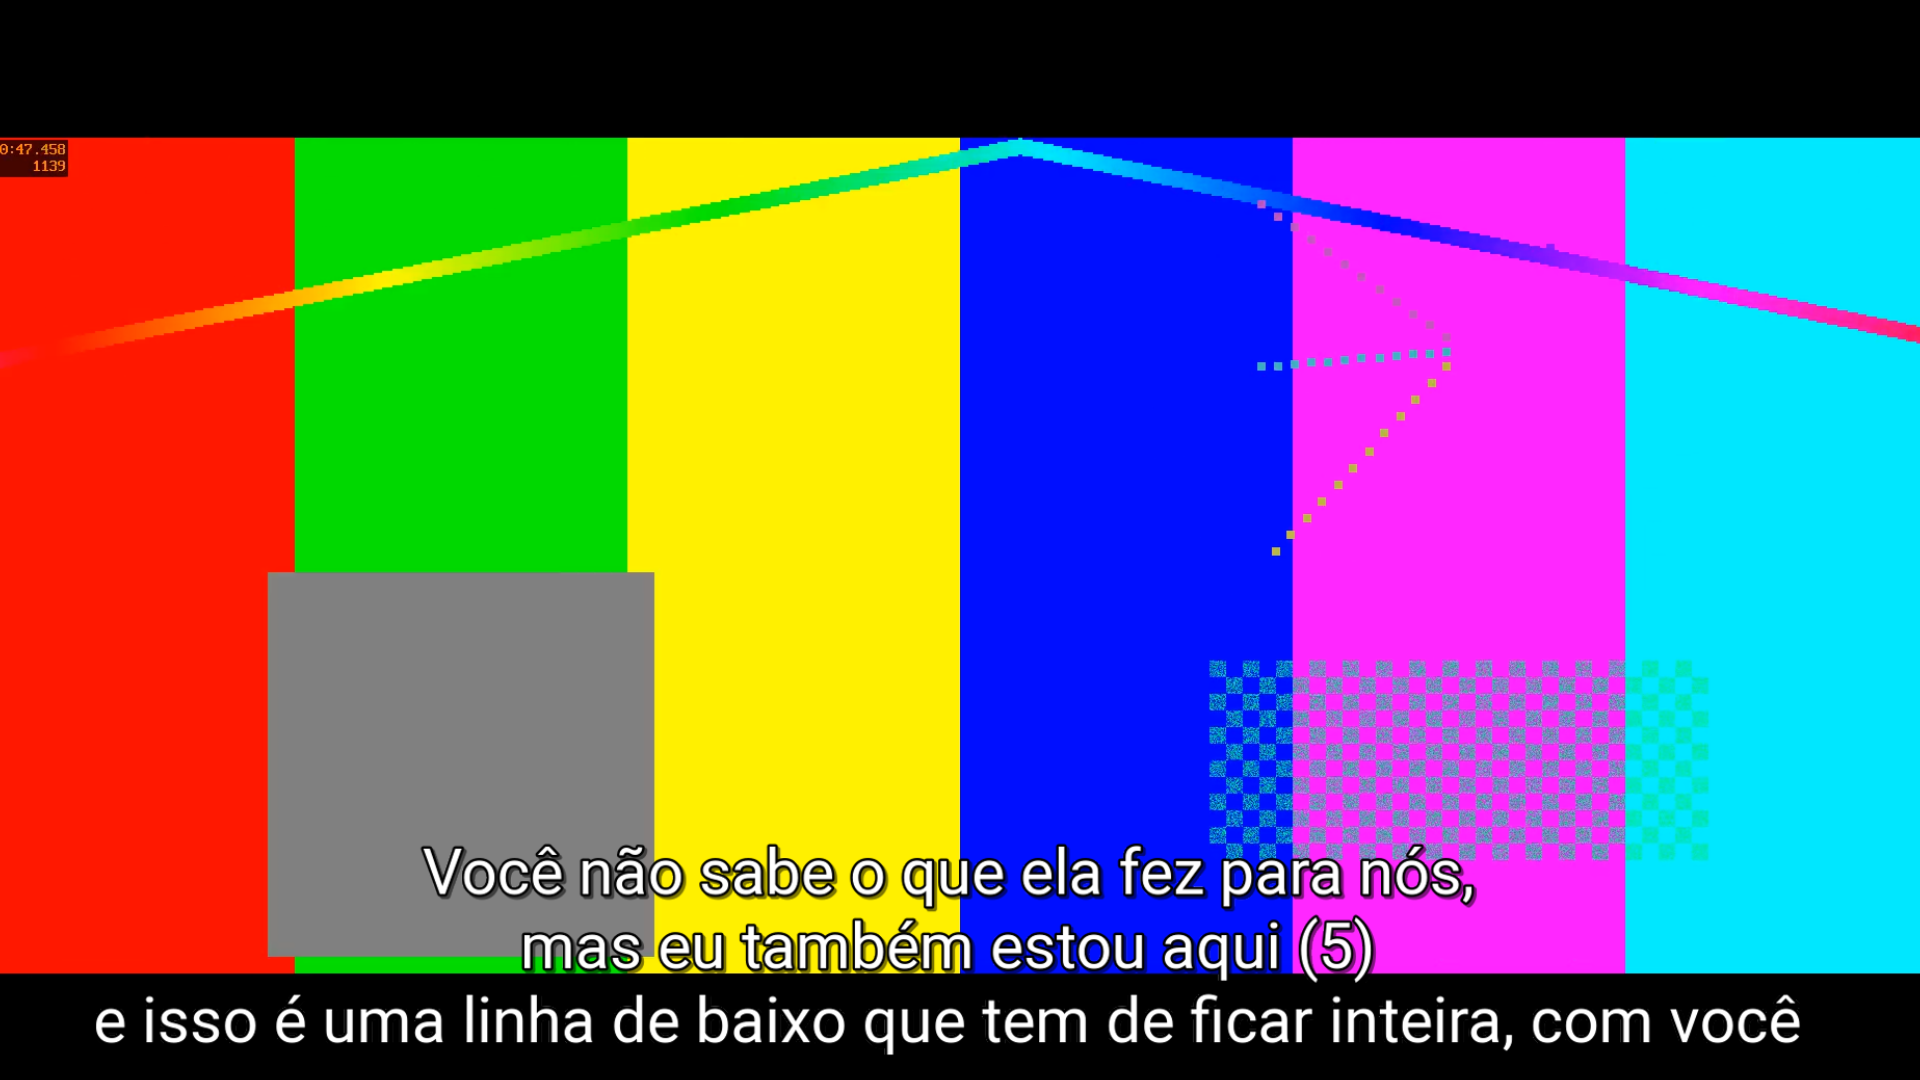 0:47.458
1139
Você não sabe o que ela fez para nós,
mas eu também estou aqui (5)
e isso é uma linha de baixo que tem de ficar inteira, com você